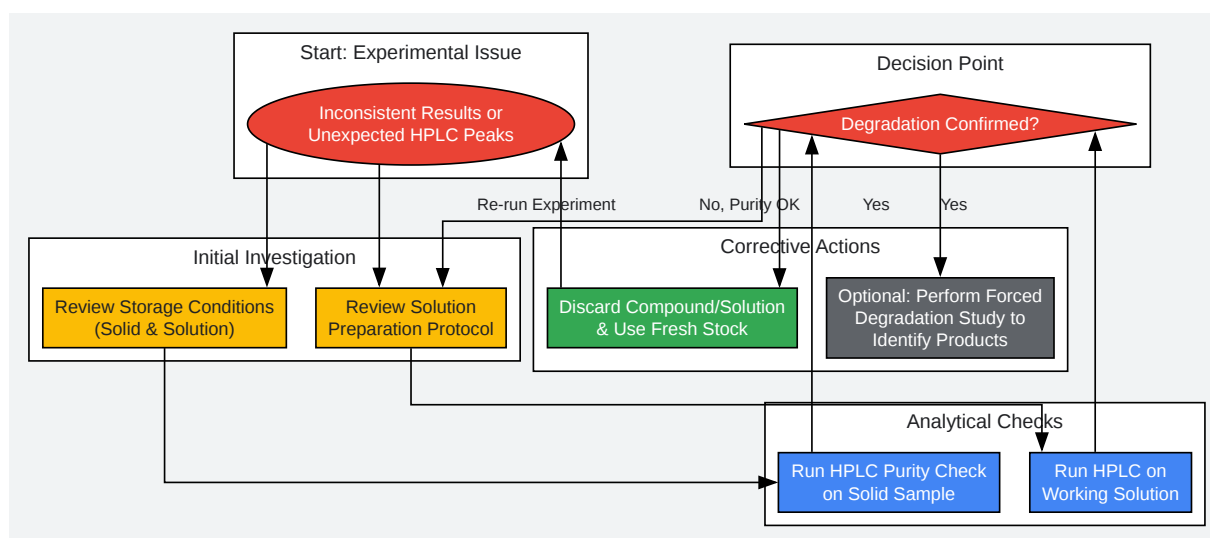 Start: Experimental Issue
Inconsistent Results or
Unexpected HPLC Peaks
Decision Point
Degradation Confirmed?
Re-run Experiment
No, Purity OK
Yes
Yes
Initial Investigation
Review Storage Conditions
(Solid & Solution)
Review Solution
Preparation Protocol
Corrective Actions
Discard Compound/Solution
& Use Fresh Stock
Optional: Perform Forced
Degradation Study to
Identify Products
Analytical Checks
Run HPLC Purity Check
on Solid Sample
Run HPLC on
Working Solution